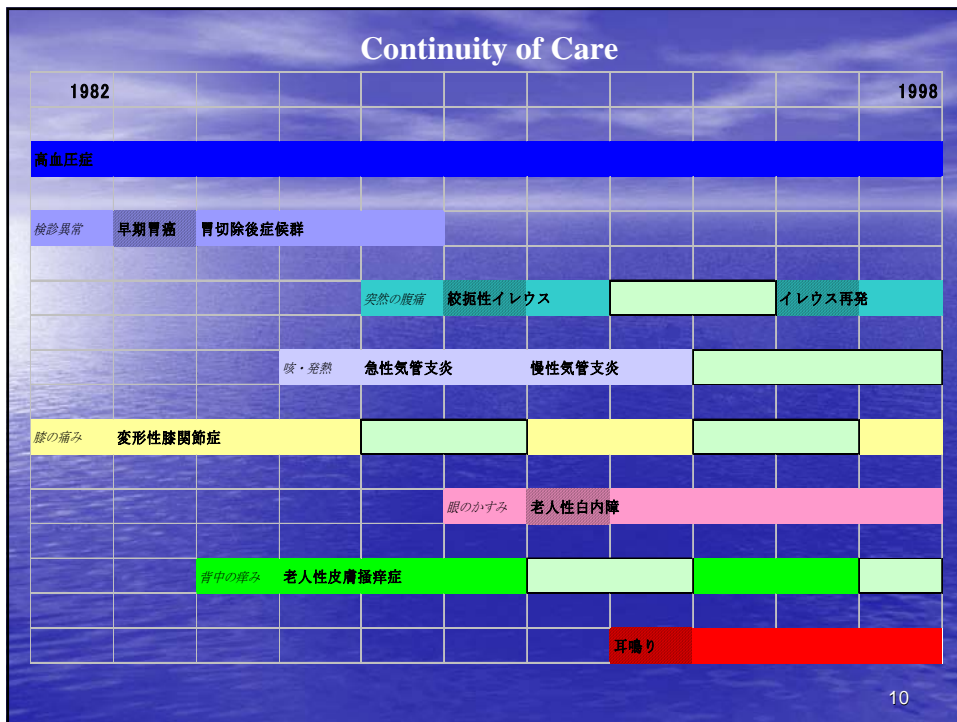 Continuity of Care
1982 1998
高血圧症
検診異常 早期胃癌 胃切除後症候群
突然の腹痛 絞扼性イレウス イレウス再発
咳・発熱 急性気管支炎 慢性気管支炎
膝の痛み 変形性膝関節症
眼のかすみ 老人性白内障
背中の痒み 老人性皮膚掻痒症
耳鳴り
10